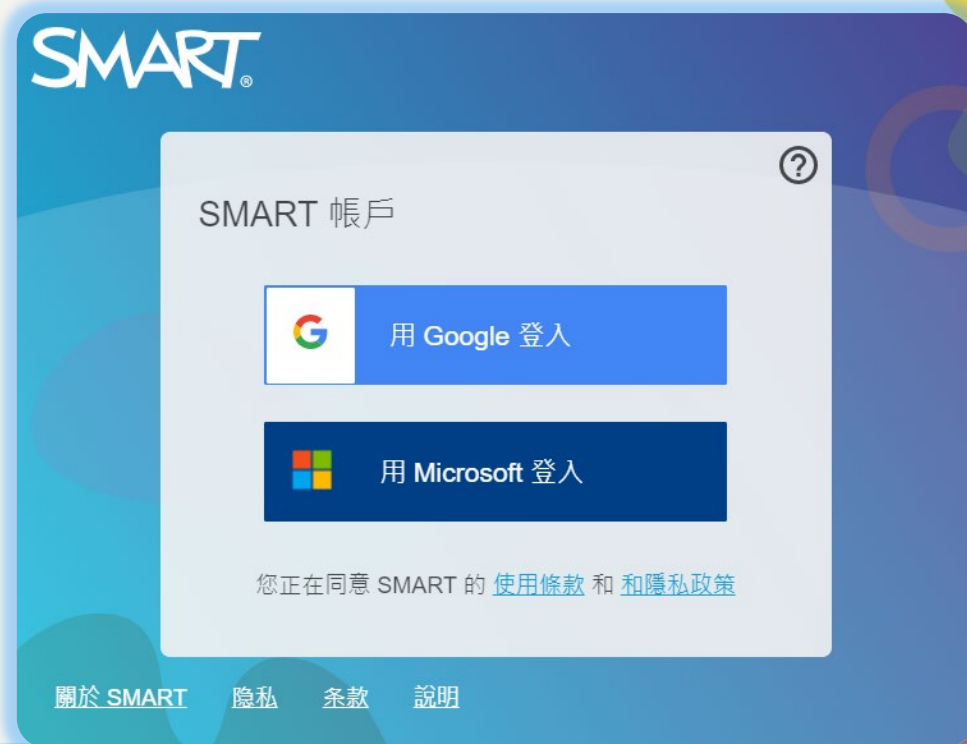 SMART®
SMART 帳戶
用 Google 登入
用 Microsoft 登入
您正在同意 SMART 的 使用條款 和 和隱私政策
關於 SMART 隐私 条款 說明